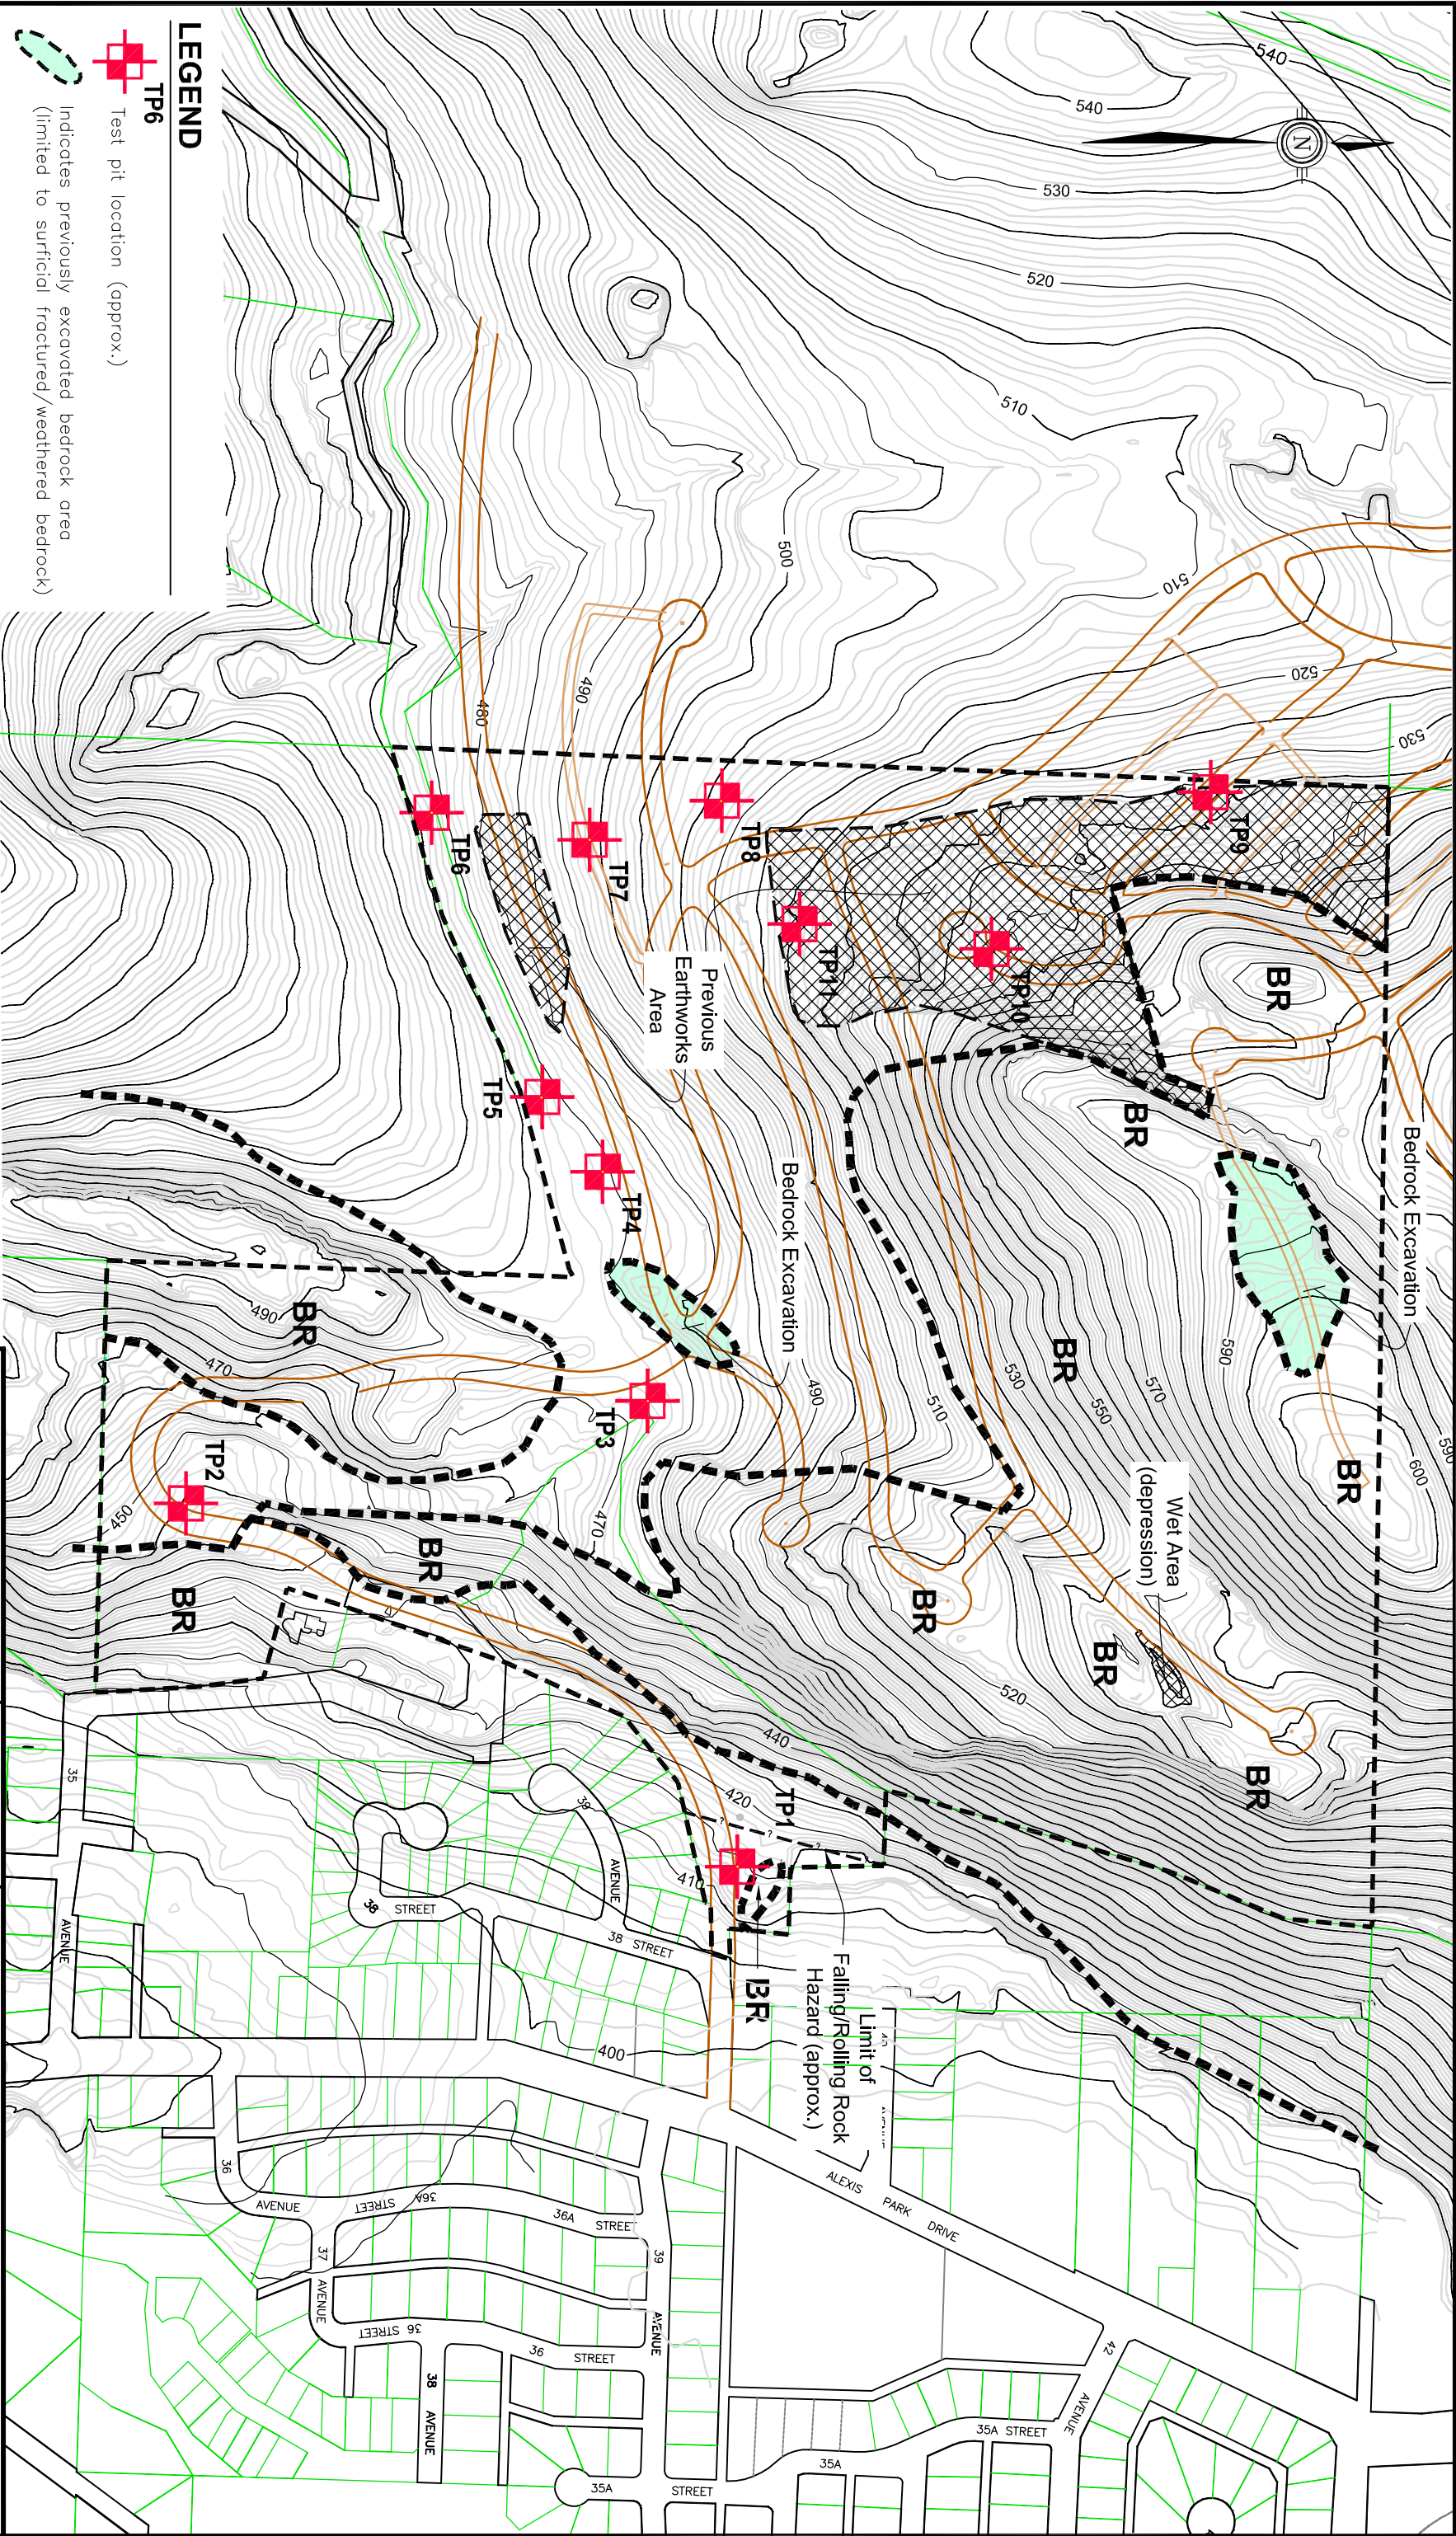 LEGEND
TP6
Test pit location (approx.)
Indicates previously excavated bedrock area
(limited to surficial fractured/weathered bedrock)
N
540
540
530
520
510
500
510
520
530
490
480
TP9
TP8
TP7
TP6
TP11
TP10
BR
Previous
Earthworks
Area
TP5
TP4
BR
Bedrock Excavation
Bedrock Excavation
BR
590
570
550
530
510
490
BR
490
470
TP3
TP2
450
470
BR
600
590
Wet Area
(depression)
BR
BR
BR
BR
BR
520
440
420
410
TP1
BR
Limit of
Falling/Rolling Rock
Hazard (approx.)
400
35
AVENUE
39
AVENUE
38
STREET
38 STREET
ALEXIS PARK DRIVE
36
AVENUE
36A STREET
36A STREET
37
AVENUE
36 STREET
36 STREET
38 AVENUE
39
AVENUE
42
AVENUE
35A STREET
35A
35A STREET